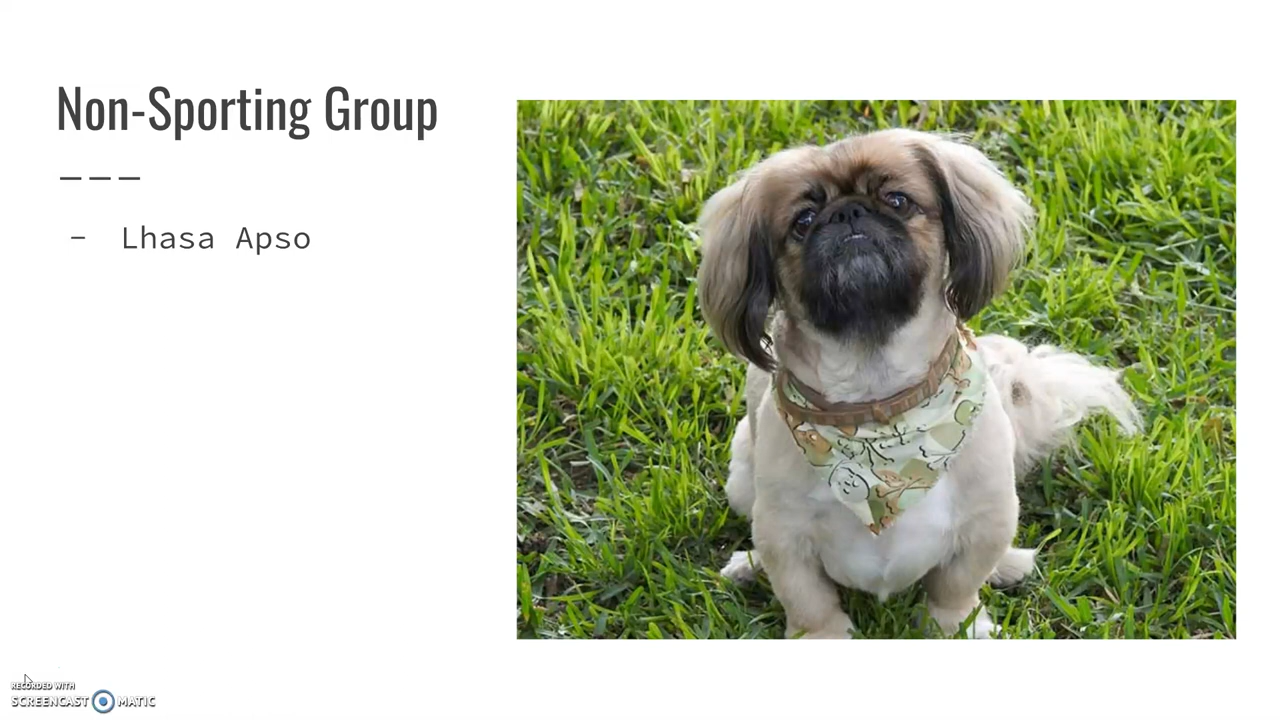 Non-Sporting Group
- Lhasa Apso
RECORDED WITH
SCREENCAST MATIC